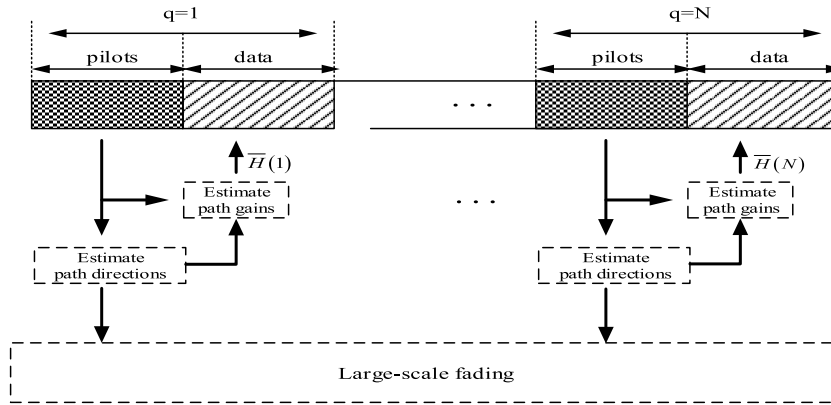 q=1 q=N
pilots data pilots data
. . .
H̅(1) H̅(N)
Estimate path gains Estimate path gains
. . .
Estimate path directions Estimate path directions
Large-scale fading